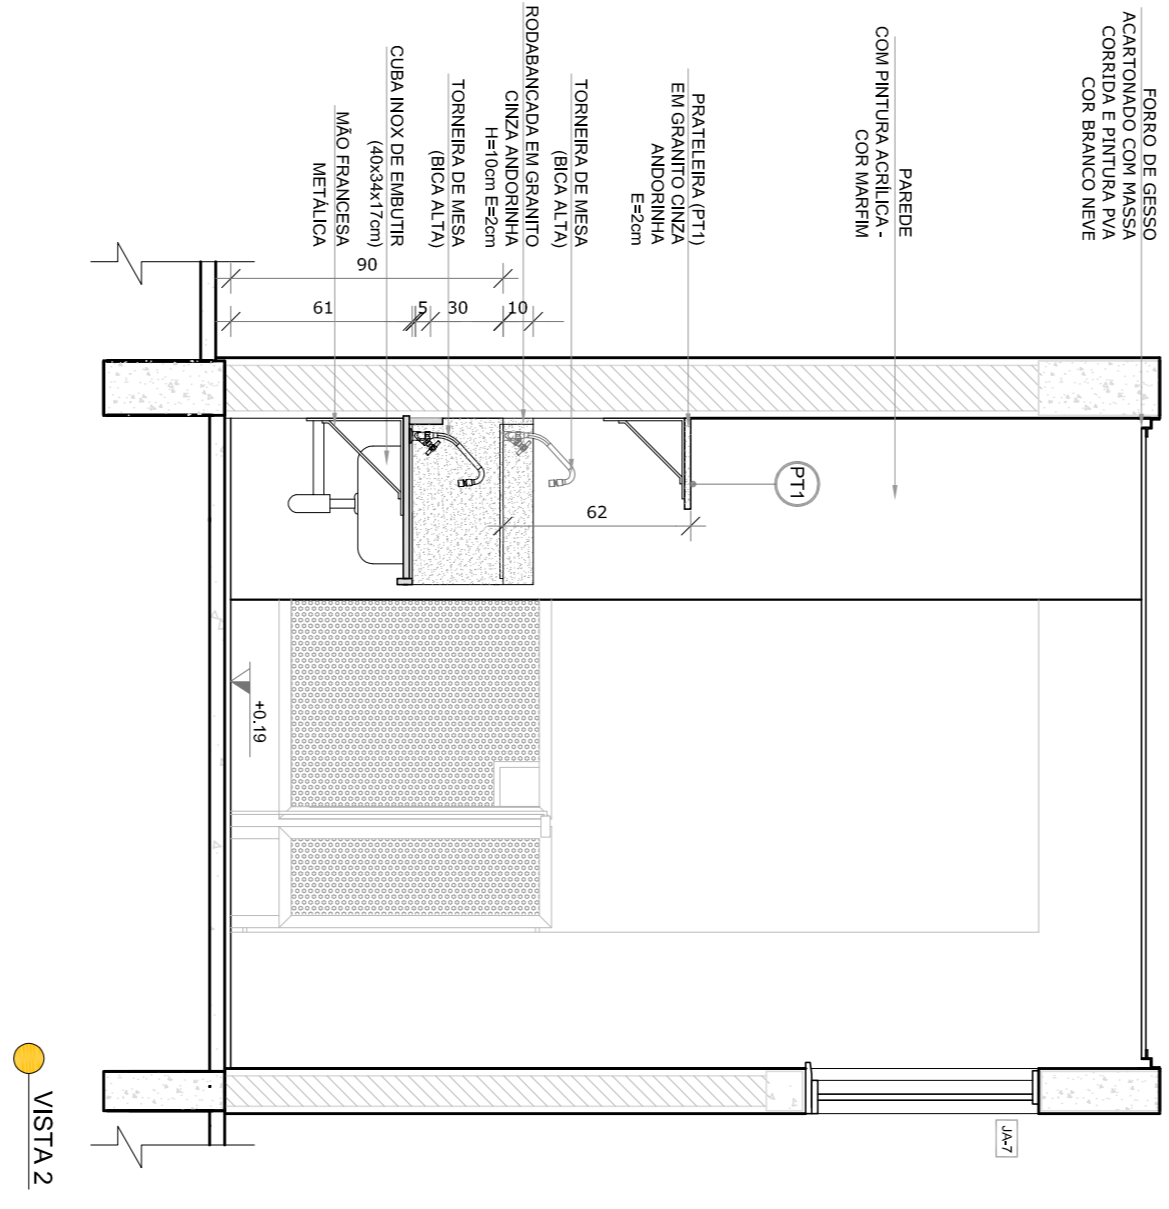 FORRO DE GESSO
ACARTONADO COM MASSA
CORRIDA E PINTURA PVA
COR BRANCO NEVE
PAREDE
COM PINTURA ACRÍLICA -
COR MARFIM
PRATELEIRA (PT1)
EM GRANITO CINZA
ANDORINHA
E=2cm
TORNEIRA DE MESA
(BICA ALTA)
RODABANCADA EM GRANITO
CINZA ANDORINHA
H=10cm E=2cm
TORNEIRA DE MESA
(BICA ALTA)
CUBA INOX DE EMBUTIR
(40x34x17cm)
MÃO FRANCESA
METÁLICA
90
61
5
30
10
62
PT1
+0.19
JA-7
VISTA 2